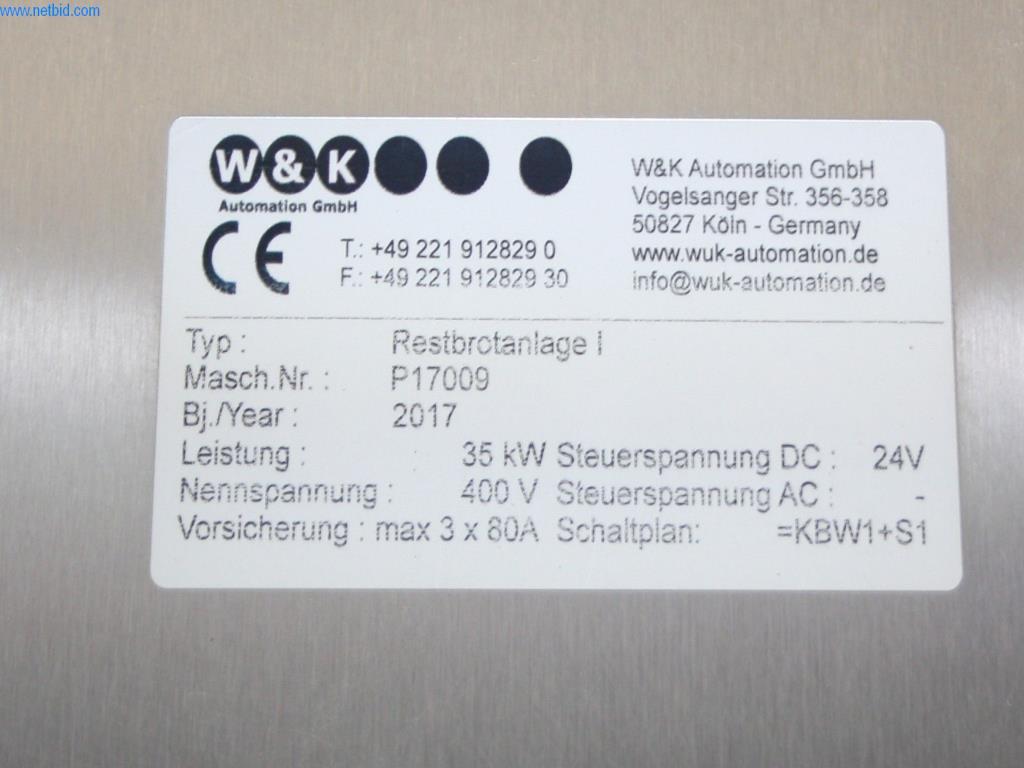 www.netbid.com
W&K
Automation GmbH
T.: +49 221 912829 0
F.: +49 221 912829 30
W&K Automation GmbH
Vogelsanger Str. 356-358
50827 Köln - Germany
www.wuk-automation.de
info@wuk-automation.de
CE
Typ : Restbrotanlage I
Masch.Nr. : P17009
Bj./Year : 2017
Leistung : 35 kW Steuerspannung DC : 24V
Nennspannung : 400 V Steuerspannung AC : -
Vorsicherung : max 3 x 80A Schaltplan: =KBW1+S1